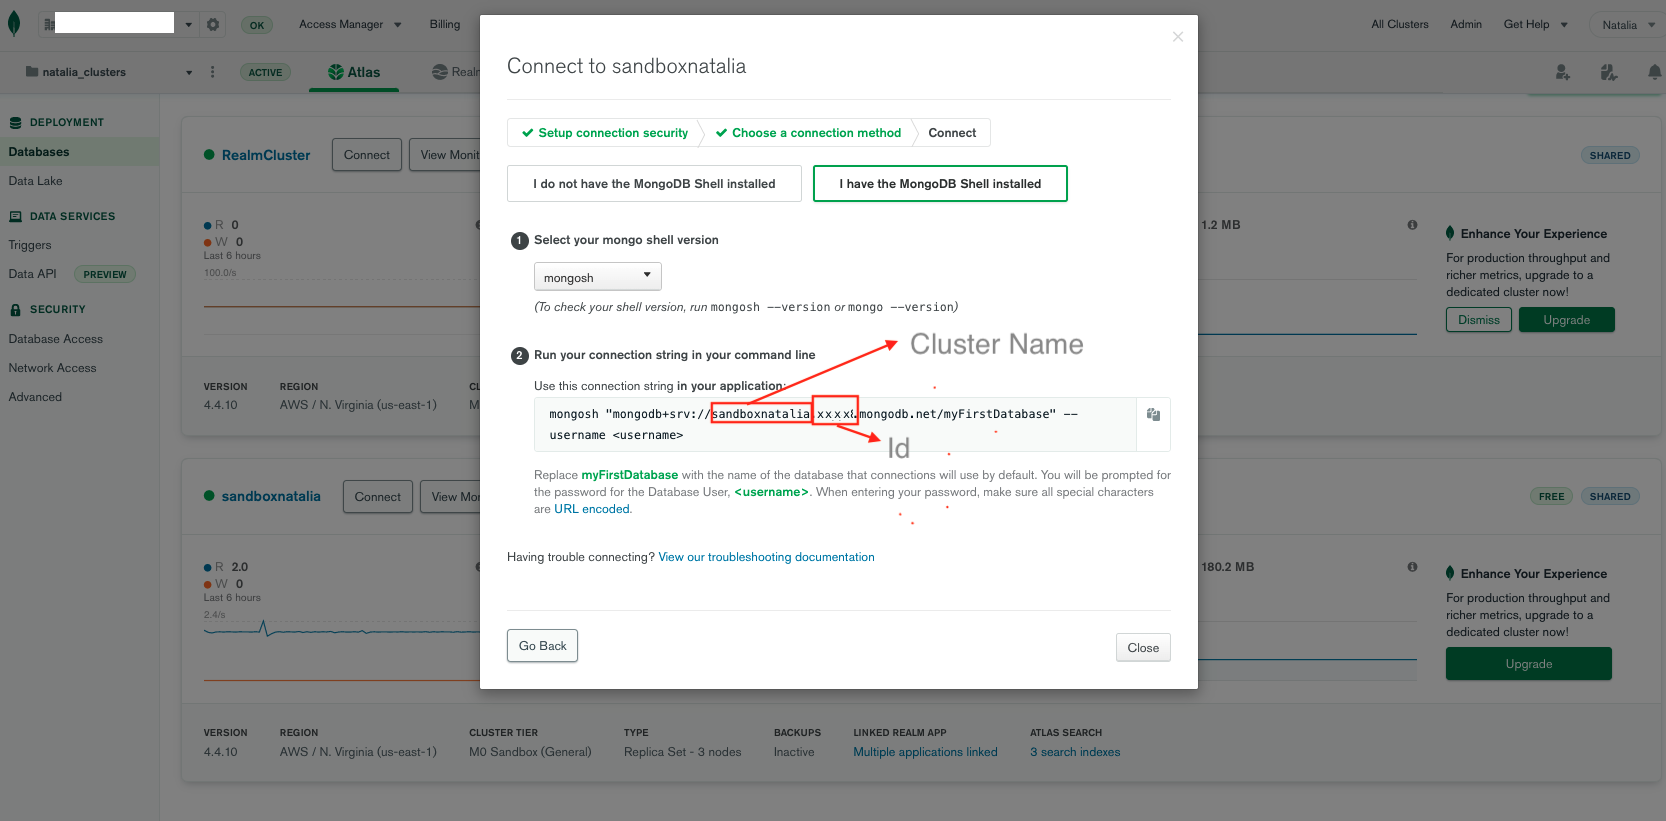 OK
Access Manager
Billing
All Clusters
Admin
Get Help
Natalia
natalia_clusters
ACTIVE
Atlas
DEPLOYMENT
Databases
Data Lake
DATA SERVICES
Triggers
Data API
PREVIEW
SECURITY
Database Access
Network Access
Advanced
RealmCluster
Connect
View Monit
SHARED
R 0
W 0
Last 6 hours
100.0/s
1.2 MB
Enhance Your Experience
For production throughput and
richer metrics, upgrade to a
dedicated cluster now!
Dismiss
Upgrade
VERSION
4.4.10
REGION
AWS / N. Virginia (us-east-1)
Connect to sandboxnatalia
Setup connection security
Choose a connection method
Connect
I do not have the MongoDB Shell installed
I have the MongoDB Shell installed
1 Select your mongo shell version
mongosh
(To check your shell version, run mongosh --version or mongo --version)
2 Run your connection string in your command line
Cluster Name
Use this connection string in your application:
mongosh "mongodb+srv://sandboxnatalia.xxxx.mongodb.net/myFirstDatabase" --
username <username>
Id
Replace myFirstDatabase with the name of the database that connections will use by default. You will be prompted for
the password for the Database User, <username>. When entering your password, make sure all special characters
are URL encoded.
Having trouble connecting? View our troubleshooting documentation
Go Back
Close
sandboxnatalia
Connect
View Mon
FREE
SHARED
R 2.0
W 0
Last 6 hours
2.4/s
180.2 MB
Enhance Your Experience
For production throughput and
richer metrics, upgrade to a
dedicated cluster now!
Upgrade
VERSION
4.4.10
REGION
AWS / N. Virginia (us-east-1)
CLUSTER TIER
M0 Sandbox (General)
TYPE
Replica Set - 3 nodes
BACKUPS
Inactive
LINKED REALM APP
Multiple applications linked
ATLAS SEARCH
3 search indexes